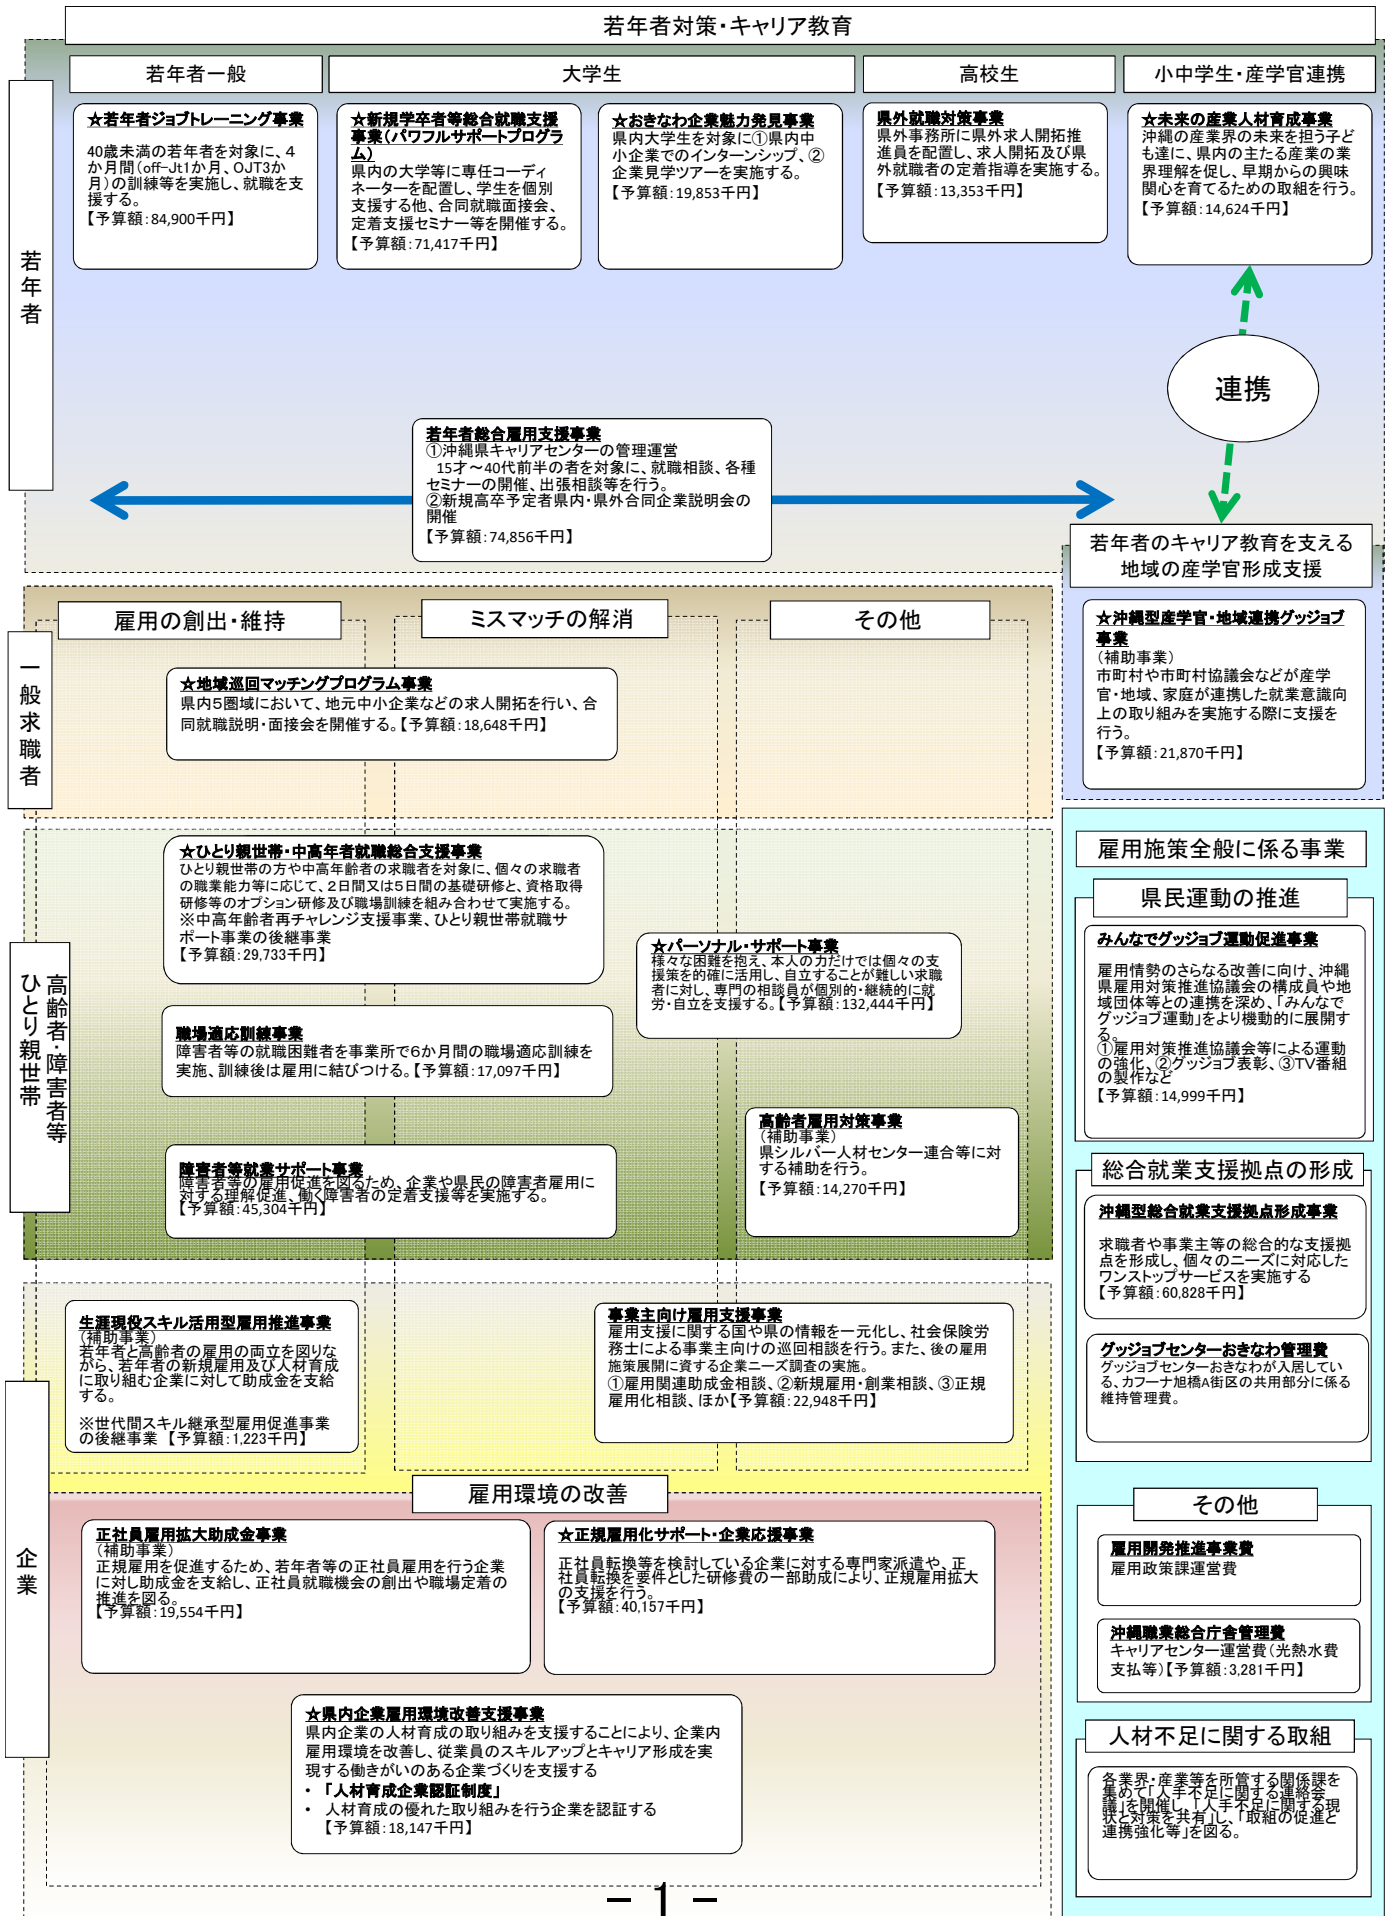 若年者対策・キャリア教育
若年者一般
大学生
高校生
小中学生・産学官連携
若年者
☆若年者ジョブトレーニング事業
40歳未満の若年者を対象に、4
か月間（off-Jt1か月、OJT3か
月）の訓練等を実施し、就職を支
援する。
【予算額：84,900千円】
☆新規学卒者等総合就職支援
事業（パワフルサポートプログラ
ム）
県内の大学等に専任コーディ
ネーターを配置し、学生を個別
支援する他、合同就職面接会、
定着支援セミナー等を開催する。
【予算額：71,417千円】
☆おきなわ企業魅力発見事業
県内大学生を対象に①県内中
小企業でのインターンシップ、②
企業見学ツアーを実施する。
【予算額：19,853千円】
県外就職対策事業
県外事務所に県外求人開拓推
進員を配置し、求人開拓及び県
外就職者の定着指導を実施する。
【予算額：13,353千円】
☆未来の産業人材育成事業
沖縄の産業界の未来を担う子ど
も達に、県内の主たる産業の業
界理解を促し、早期からの興味
関心を育てるための取組を行う。
【予算額：14,624千円】
連携
若年者総合雇用支援事業
①沖縄県キャリアセンターの管理運営
15才～40代前半の者を対象に、就職相談、各種
セミナーの開催、出張相談等を行う。
②新規高卒予定者県内・県外合同企業説明会の
開催
【予算額：74,856千円】
若年者のキャリア教育を支える
地域の産学官形成支援
☆沖縄型産学官・地域連携グッジョブ
事業
（補助事業）
市町村や市町村協議会などが産学
官・地域、家庭が連携した就業意識向
上の取り組みを実施する際に支援を
行う。
【予算額：21,870千円】
一般求職者
雇用の創出・維持
ミスマッチの解消
その他
☆地域巡回マッチングプログラム事業
県内5圏域において、地元中小企業などの求人開拓を行い、合
同就職説明・面接会を開催する。【予算額：18,648千円】
高齢者・障害者等
ひとり親世帯
☆ひとり親世帯・中高年者就職総合支援事業
ひとり親世帯の方や中高年齢者の求職者を対象に、個々の求職者
の職業能力等に応じて、2日間又は5日間の基礎研修と、資格取得
研修等のオプション研修及び職場訓練を組み合わせて実施する。
※中高年齢者再チャレンジ支援事業、ひとり親世帯就職サ
ポート事業の後継事業
【予算額：29,733千円】
☆パーソナル・サポート事業
様々な困難を抱え、本人の力だけでは個々の支
援策を的確に活用し、自立することが難しい求職
者に対し、専門の相談員が個別的・継続的に就
労・自立を支援する。【予算額：132,444千円】
職場適応訓練事業
障害者等の就職困難者を事業所で6か月間の職場適応訓練を
実施、訓練後は雇用に結びつける。【予算額：17,097千円】
高齢者雇用対策事業
（補助事業）
県シルバー人材センター連合等に対
する補助を行う。
【予算額：14,270千円】
障害者等就業サポート事業
障害者等の雇用促進を図るため、企業や県民の障害者雇用に
対する理解促進、働く障害者の定着支援等を実施する。
【予算額：45,304千円】
雇用施策全般に係る事業
県民運動の推進
みんなでグッジョブ運動促進事業
雇用情勢のさらなる改善に向け、沖縄
県雇用対策推進協議会の構成員や地
域団体等との連携を深め、「みんなで
グッジョブ運動」をより機動的に展開す
る。
①雇用対策推進協議会等による運動
の強化、②グッジョブ表彰、③TV番組
の製作など
【予算額：14,999千円】
総合就業支援拠点の形成
沖縄型総合就業支援拠点形成事業
求職者や事業主等の総合的な支援拠
点を形成し、個々のニーズに対応した
ワンストップサービスを実施する
【予算額：60,828千円】
グッジョブセンターおきなわ管理費
グッジョブセンターおきなわが入居してい
る、カフーナ旭橋A街区の共用部分に係る
維持管理費。
その他
雇用開発推進事業費
雇用政策課運営費
沖縄職業総合庁舎管理費
キャリアセンター運営費（光熱水費
支払等）【予算額：3,281千円】
人材不足に関する取組
各業界・産業等を所管する関係課を
集めて「人手不足に関する連絡会
議」を開催し、「人手不足に関する現
状と対策を共有」し、「取組の促進と
連携強化等」を図る。
企業
生涯現役スキル活用型雇用推進事業
（補助事業）
若年者と高齢者の雇用の両立を図りな
がら、若年者の新規雇用及び人材育成
に取り組む企業に対して助成金を支給
する。
※世代間スキル継承型雇用促進事業
の後継事業 【予算額：1,223千円】
事業主向け雇用支援事業
雇用支援に関する国や県の情報を一元化し、社会保険労
務士による事業主向けの巡回相談を行う。また、後の雇用
施策展開に資する企業ニーズ調査の実施。
①雇用関連助成金相談、②新規雇用・創業相談、③正規
雇用化相談、ほか【予算額：22,948千円】
雇用環境の改善
正社員雇用拡大助成金事業
（補助事業）
正規雇用を促進するため、若年者等の正社員雇用を行う企業
に対し助成金を支給し、正社員就職機会の創出や職場定着の
推進を図る。
【予算額：19,554千円】
☆正規雇用化サポート・企業応援事業
正社員転換等を検討している企業に対する専門家派遣や、正
社員転換を要件とした研修費の一部助成により、正規雇用拡大
の支援を行う。
【予算額：40,157千円】
☆県内企業雇用環境改善支援事業
県内企業の人材育成の取り組みを支援することにより、企業内
雇用環境を改善し、従業員のスキルアップとキャリア形成を実
現する働きがいのある企業づくりを支援する
・ 「人材育成企業認証制度」
・ 人材育成の優れた取り組みを行う企業を認証する
【予算額：18,147千円】
－ 1 －